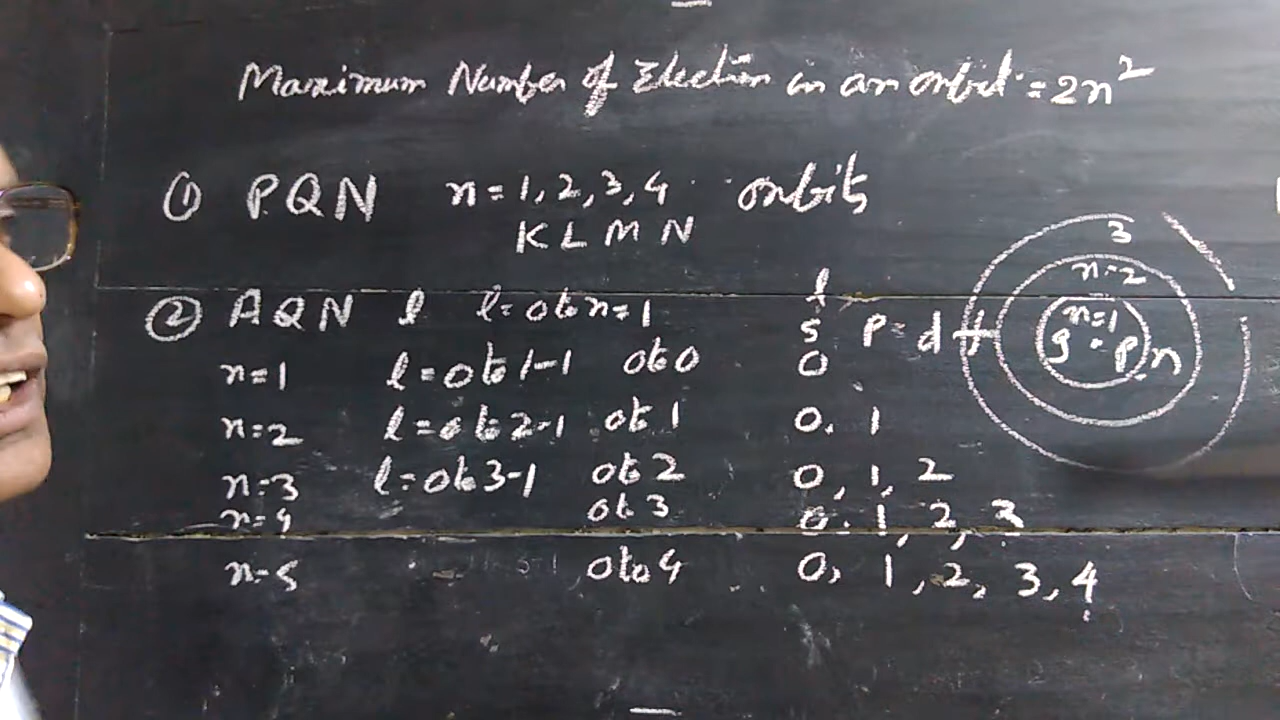 Maximum Number of Electron in an orbit = 2n²
① PQN n=1,2,3,4 orbits
K L M N
② AQN l l=0 to n=1
l
s p d f
n=1 l=0 to 1-1 0 to 0 0
n=2 l=0 to 2-1 0 to 1 0, 1
n=3 l=0 to 3-1 0 to 2 0, 1, 2
n=4 0 to 3 0, 1, 2, 3
n=5 0 to 4 0, 1, 2, 3, 4
3
n=2
n=1
P n